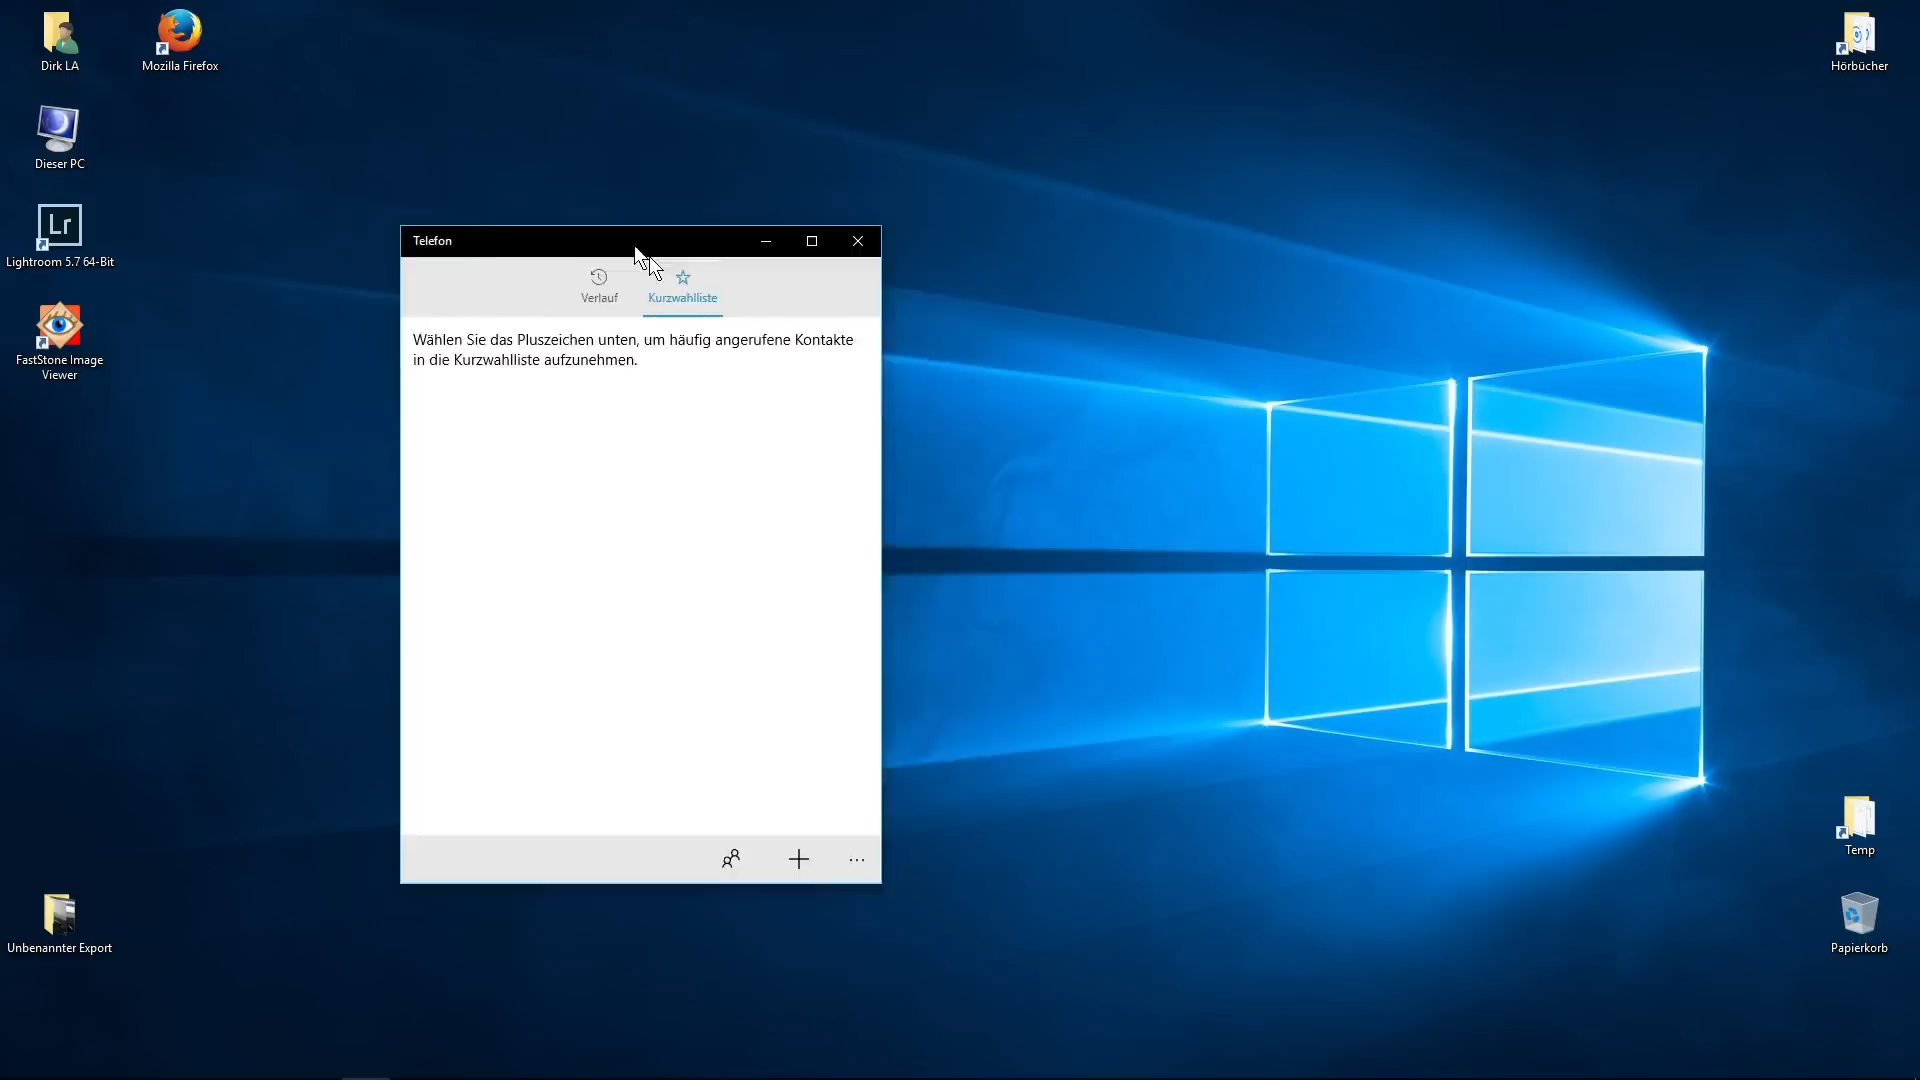 Dirk LA
Mozilla Firefox
Hörbücher
Dieser PC
Lr
Lightroom 5.7 64-Bit
FastStone Image
Viewer
Telefon
Verlauf
Kurzwahlliste
Wählen Sie das Pluszeichen unten, um häufig angerufene Kontakte
in die Kurzwahlliste aufzunehmen.
Temp
Unbenannter Export
Papierkorb